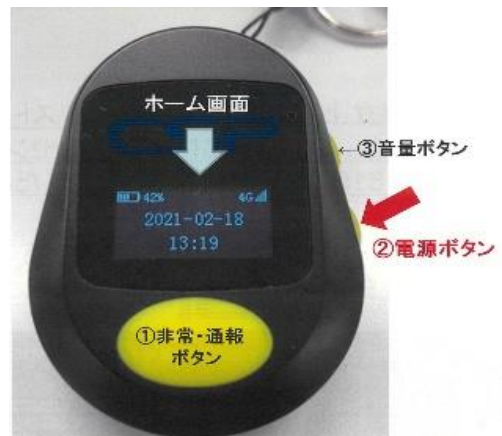 ホーム画面
42% 4G
2021-02-18
13:19
←③音量ボタン
②電源ボタン
①非常・通報
ボタン